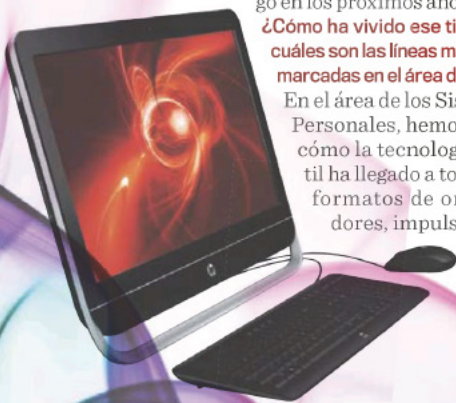 go en los próximos año
¿Cómo ha vivido ese ti
cuáles son las líneas m
marcadas en el área d
En el área de los Sis
Personales, hemo
cómo la tecnolog
til ha llegado a to
formatos de or
dores, impuls